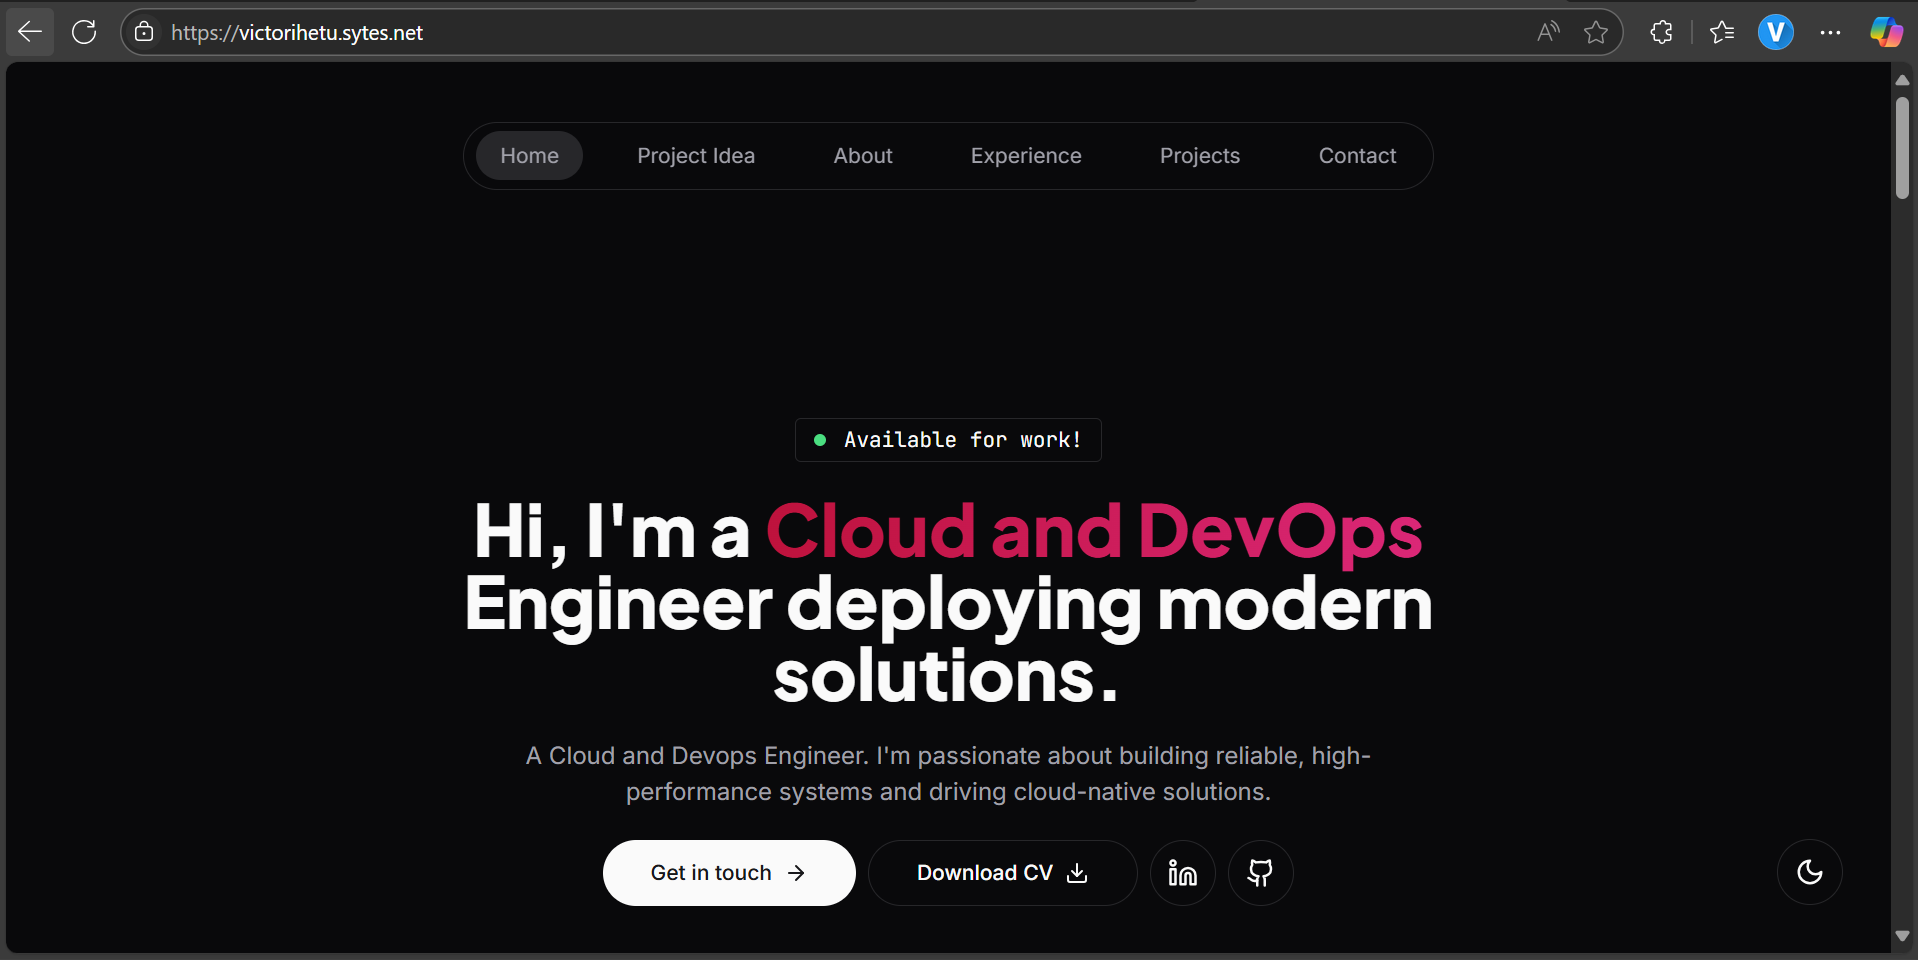 https://victorihetu.sytes.net
V
Home Project Idea About Experience Projects Contact
Available for work!
Hi, I'm a Cloud and DevOps
Engineer deploying modern
solutions.
A Cloud and Devops Engineer. I'm passionate about building reliable, high-
performance systems and driving cloud-native solutions.
Get in touch Download CV in